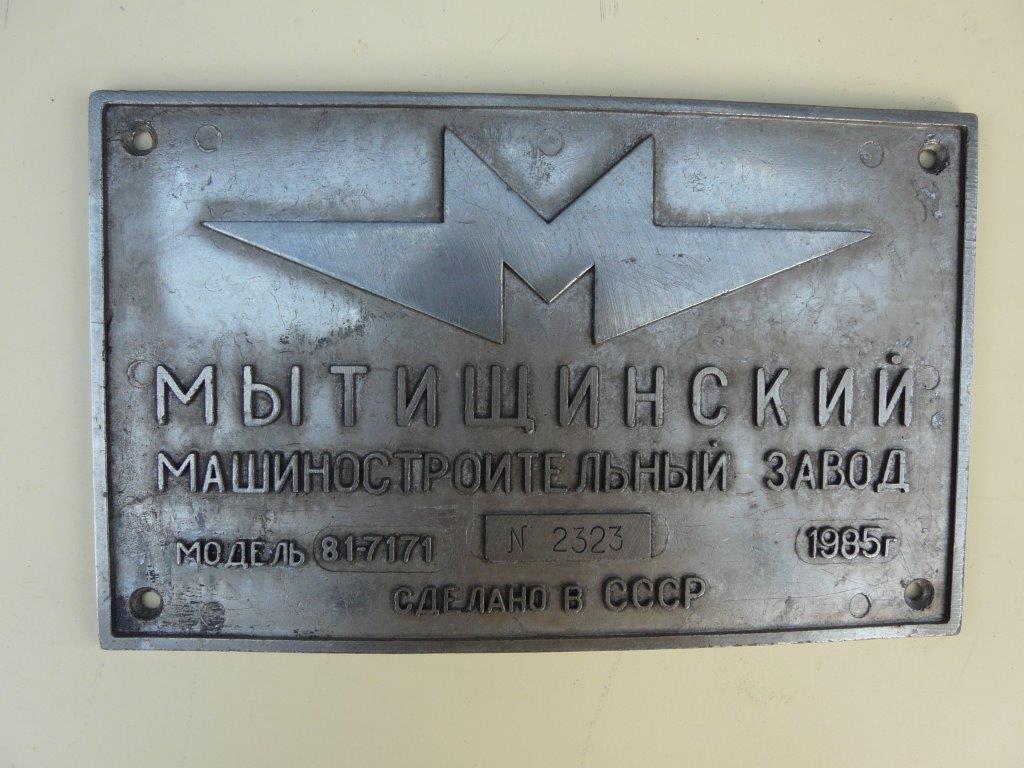 МЫТИЩИНСКИЙ
МАШИНОСТРОИТЕЛЬНЫЙ ЗАВОД
МОДЕЛЬ 81-7171 N 2323 1985г
СДЕЛАНО В СССР